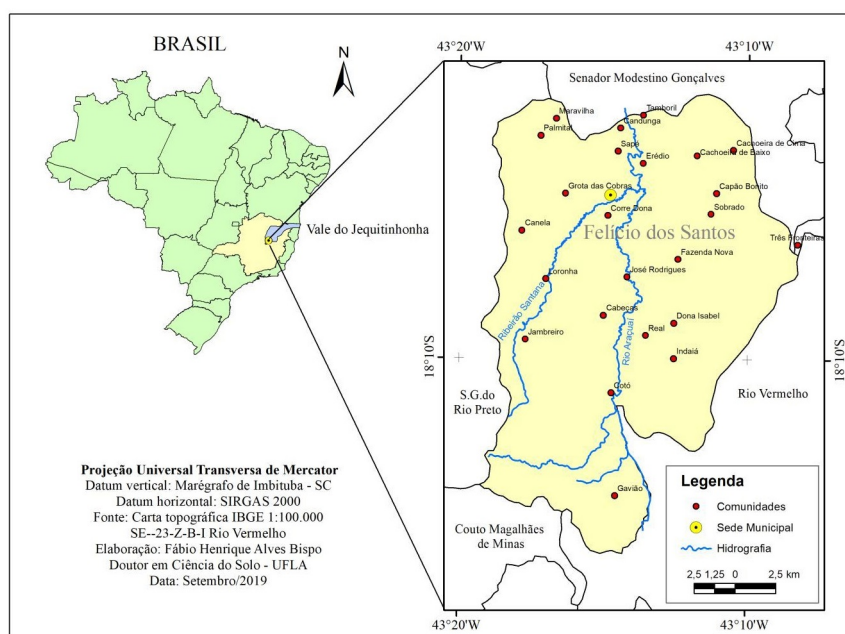 BRASIL
N
Vale do Jequitinhonha
Projeção Universal Transversa de Mercator
Datum vertical: Marégrafo de Imbituba - SC
Datum horizontal: SIRGAS 2000
Fonte: Carta topográfica IBGE 1:100.000
SE--23-Z-B-I Rio Vermelho
Elaboração: Fábio Henrique Alves Bispo
Doutor em Ciência do Solo - UFLA
Data: Setembro/2019
43°20'W
43°10'W
Senador Modestino Gonçalves
Tamboril
Maravilha
Candunga
Palmital
Sapé
Cachoeira de Cima
Cachoeira de Baixo
Erédio
Grota das Cobras
Capão Bonito
Corre Dona
Sobrado
Canela
Felício dos Santos
Três Fronteiras
Fazenda Nova
Loronha
José Rodrigues
Ribeirão Santana
Rio Araçuaí
Cabeças
Dona Isabel
Jambreiro
Real
Indaiá
18°10'S
18°10'S
S.G.do
Rio Preto
Cotó
Rio Vermelho
Gavião
Couto Magalhães
de Minas
Legenda
Comunidades
Sede Municipal
Hidrografia
2,5 1,25 0 2,5 km
43°20'W
43°10'W